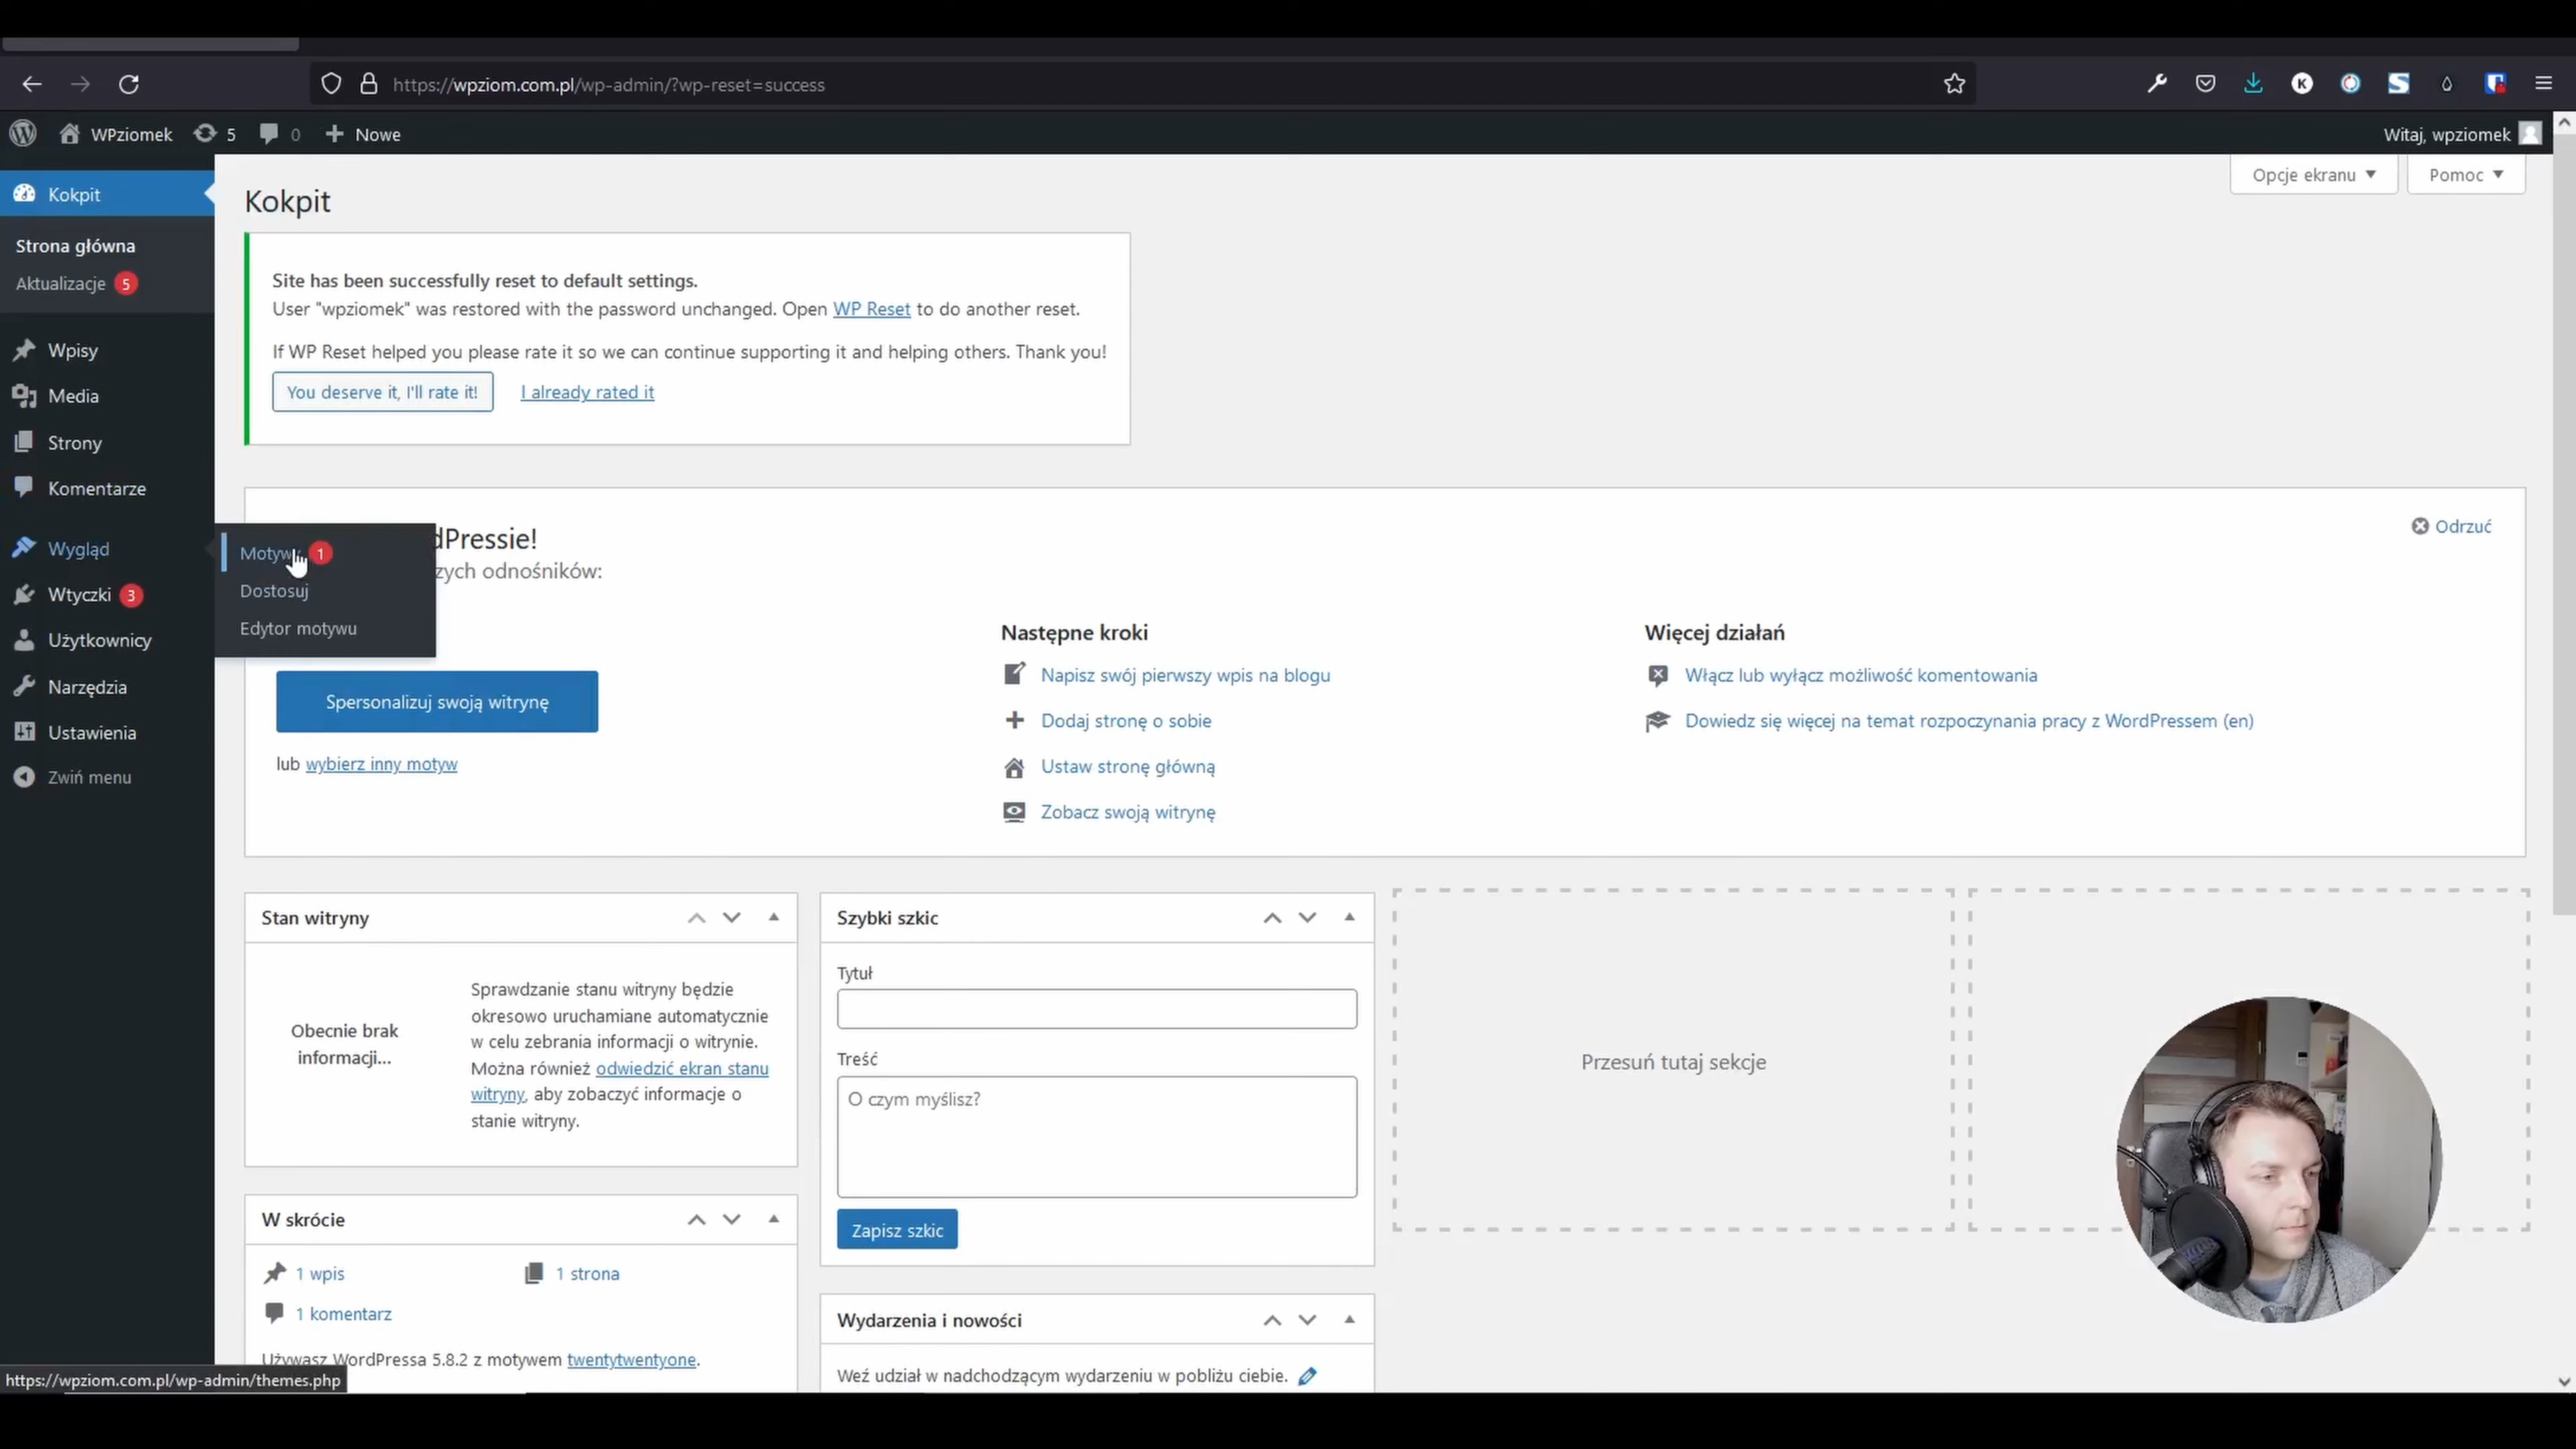 https://wpziom.com.pl/wp-admin/?wp-reset=success
WPziomek 5 0 Nowe
Witaj, wpziomek
Kokpit
Strona główna
Aktualizacje 5
Wpisy
Media
Strony
Komentarze
Wygląd
Wtyczki 3
Użytkownicy
Narzędzia
Ustawienia
Zwiń menu
Motywy 1
Dostosuj
Edytor motywu
Opcje ekranu
Pomoc
Kokpit
Site has been successfully reset to default settings.
User "wpziomek" was restored with the password unchanged. Open WP Reset to do another reset.
If WP Reset helped you please rate it so we can continue supporting it and helping others. Thank you!
You deserve it, I'll rate it! I already rated it
dPressie!
zych odnośników:
Odrzuć
Spersonalizuj swoją witrynę
lub wybierz inny motyw
Następne kroki
Napisz swój pierwszy wpis na blogu
Dodaj stronę o sobie
Ustaw stronę główną
Zobacz swoją witrynę
Więcej działań
Włącz lub wyłącz możliwość komentowania
Dowiedz się więcej na temat rozpoczynania pracy z WordPressem (en)
Stan witryny
Obecnie brak
informacji...
Sprawdzanie stanu witryny będzie
okresowo uruchamiane automatycznie
w celu zebrania informacji o witrynie.
Można również odwiedzić ekran stanu
witryny, aby zobaczyć informacje o
stanie witryny.
W skrócie
1 wpis
1 strona
1 komentarz
Używasz WordPressa 5.8.2 z motywem twentytwentyone.
Szybki szkic
Tytuł
Treść
O czym myślisz?
Zapisz szkic
Wydarzenia i nowości
Weź udział w nadchodzącym wydarzeniu w pobliżu ciebie.
Przesuń tutaj sekcje
https://wpziom.com.pl/wp-admin/themes.php